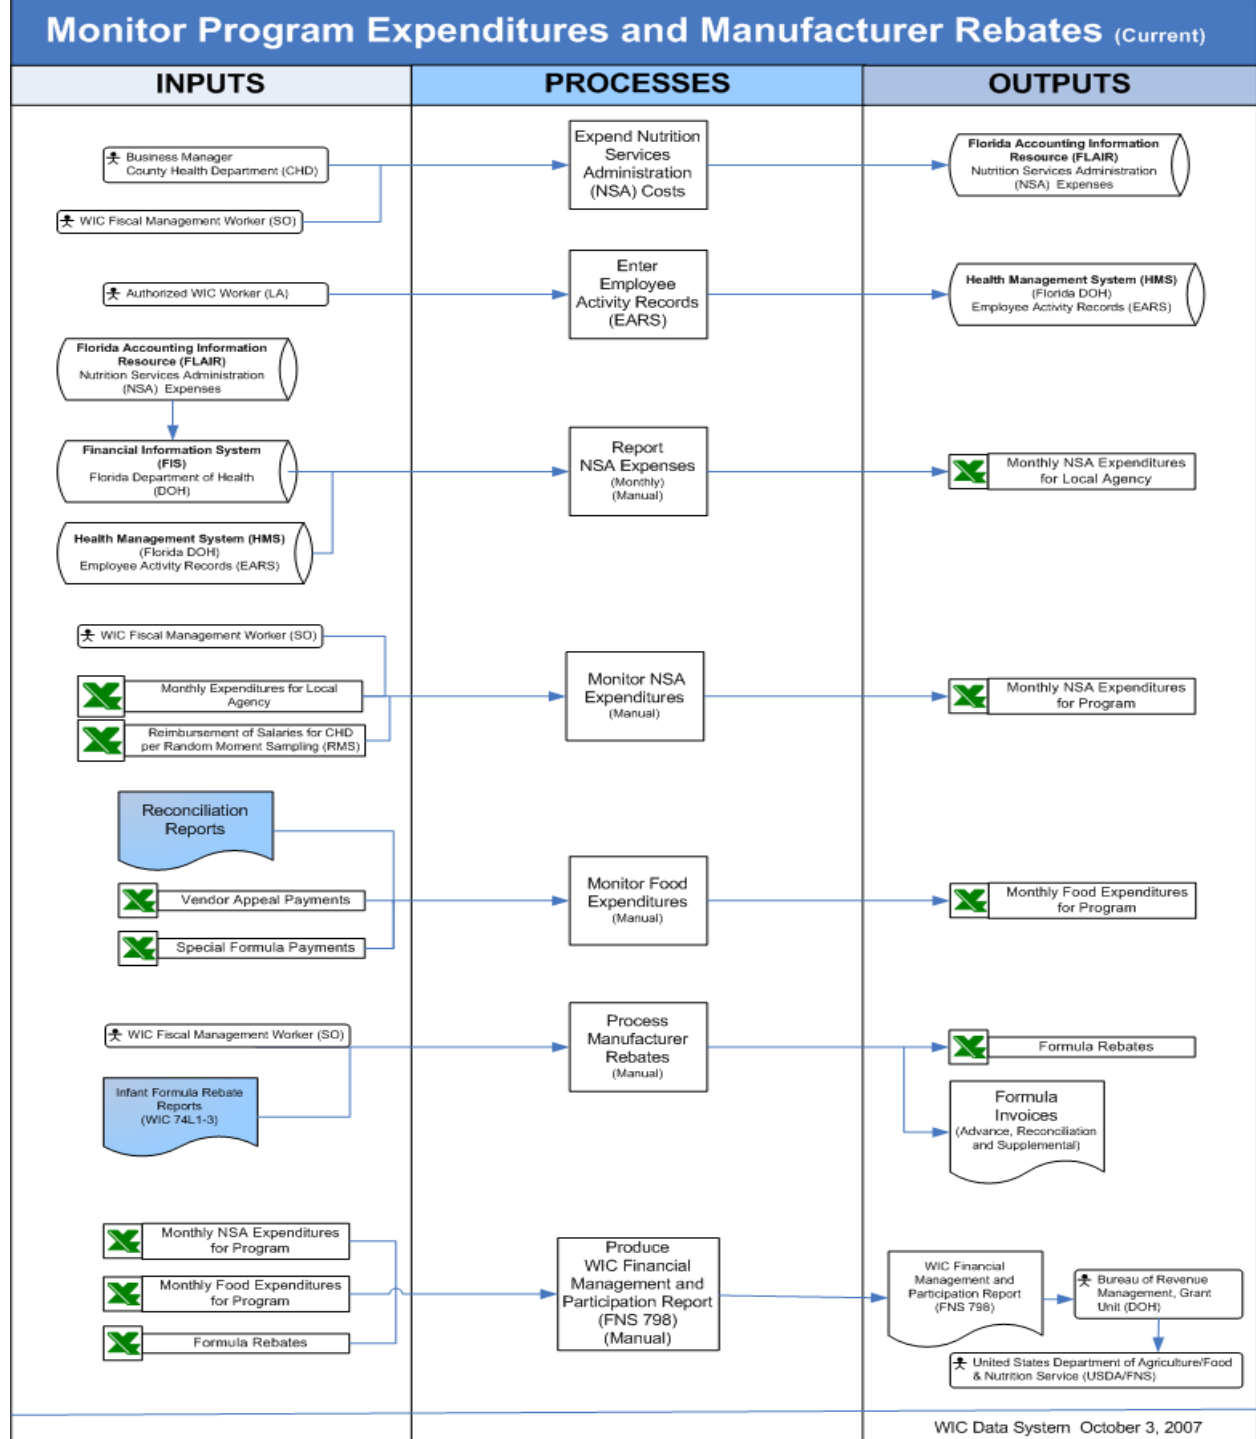 Monitor Program Expenditures and Manufacturer Rebates (Current)
INPUTS
PROCESSES
OUTPUTS
Business Manager
County Health Department (CHD)
WIC Fiscal Management Worker (SO)
Expend Nutrition
Services
Administration
(NSA) Costs
Florida Accounting Information
Resource (FLAIR)
Nutrition Services Administration
(NSA) Expenses
Authorized WIC Worker (LA)
Enter
Employee
Activity Records
(EARS)
Health Management System (HMS)
(Florida DOH)
Employee Activity Records (EARS)
Florida Accounting Information
Resource (FLAIR)
Nutrition Services Administration
(NSA) Expenses
Financial Information System
(FIS)
Florida Department of Health
(DOH)
Health Management System (HMS)
(Florida DOH)
Employee Activity Records (EARS)
Report
NSA Expenses
(Monthly)
(Manual)
Monthly NSA Expenditures
for Local Agency
WIC Fiscal Management Worker (SO)
Monthly Expenditures for Local
Agency
Reimbursement of Salaries for CHD
per Random Moment Sampling (RMS)
Monitor NSA
Expenditures
(Manual)
Monthly NSA Expenditures
for Program
Reconciliation
Reports
Vendor Appeal Payments
Special Formula Payments
Monitor Food
Expenditures
(Manual)
Monthly Food Expenditures
for Program
WIC Fiscal Management Worker (SO)
Infant Formula Rebate
Reports
(WIC 74L1-3)
Process
Manufacturer
Rebates
(Manual)
Formula Rebates
Formula
Invoices
(Advance, Reconciliation
and Supplemental)
Monthly NSA Expenditures
for Program
Monthly Food Expenditures
for Program
Formula Rebates
Produce
WIC Financial
Management and
Participation Report
(FNS 798)
(Manual)
WIC Financial
Management and
Participation Report
(FNS 798)
Bureau of Revenue
Management, Grant
Unit (DOH)
United States Department of Agriculture/Food
& Nutrition Service (USDA/FNS)
WIC Data System October 3, 2007